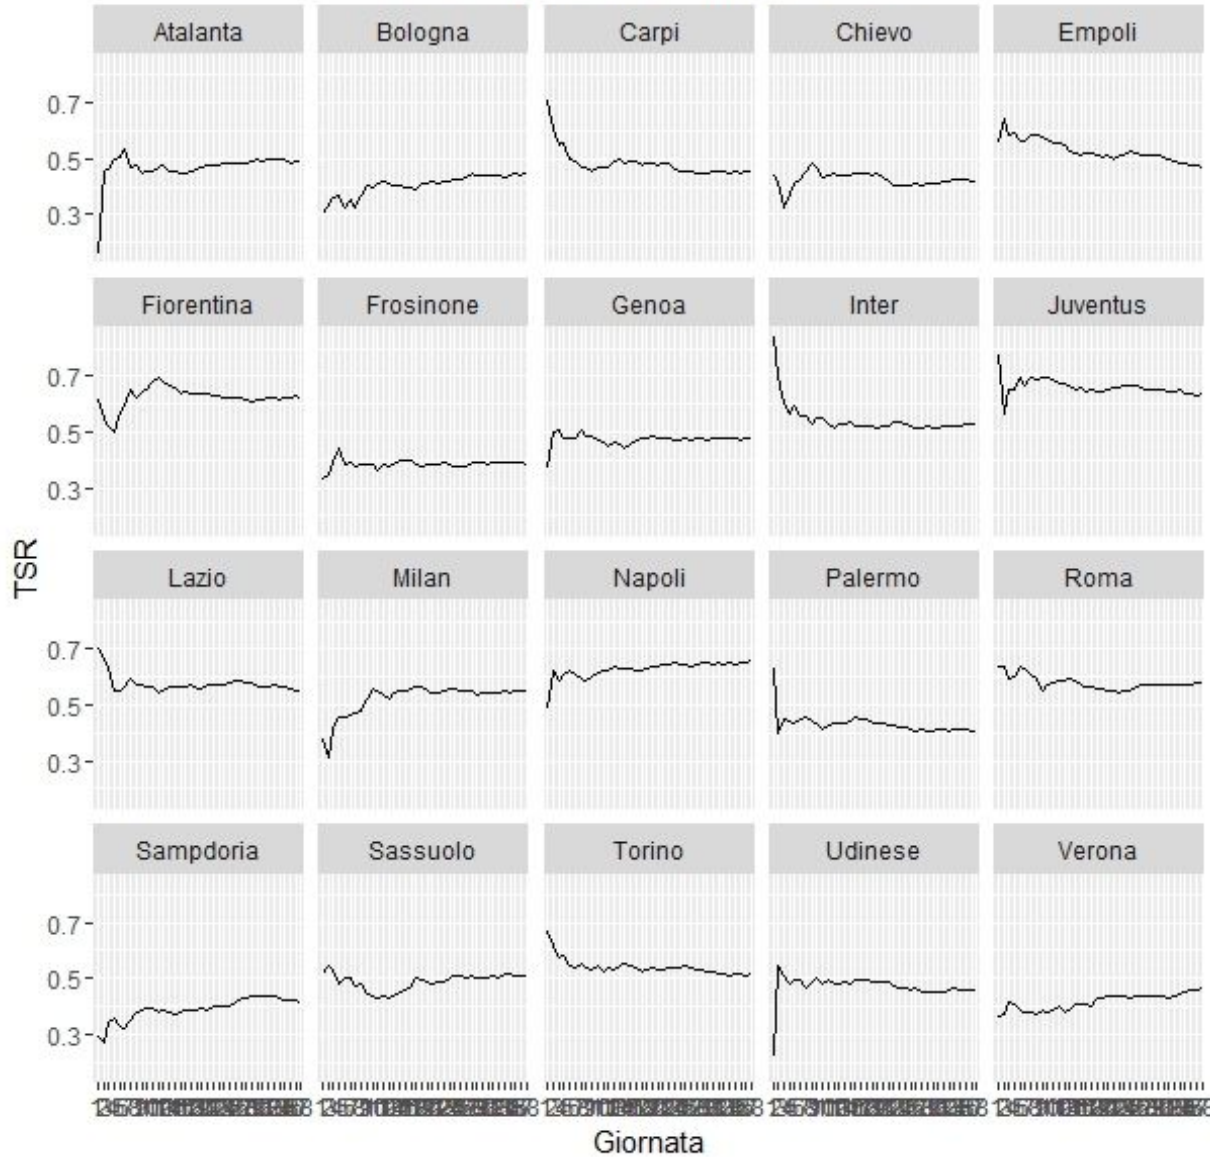 Atalanta Bologna Carpi Chievo Empoli
0.7
0.5
0.3
Fiorentina Frosinone Genoa Inter Juventus
0.7
0.5
0.3
TSR
Lazio Milan Napoli Palermo Roma
0.7
0.5
0.3
Sampdoria Sassuolo Torino Udinese Verona
0.7
0.5
0.3
Giornata